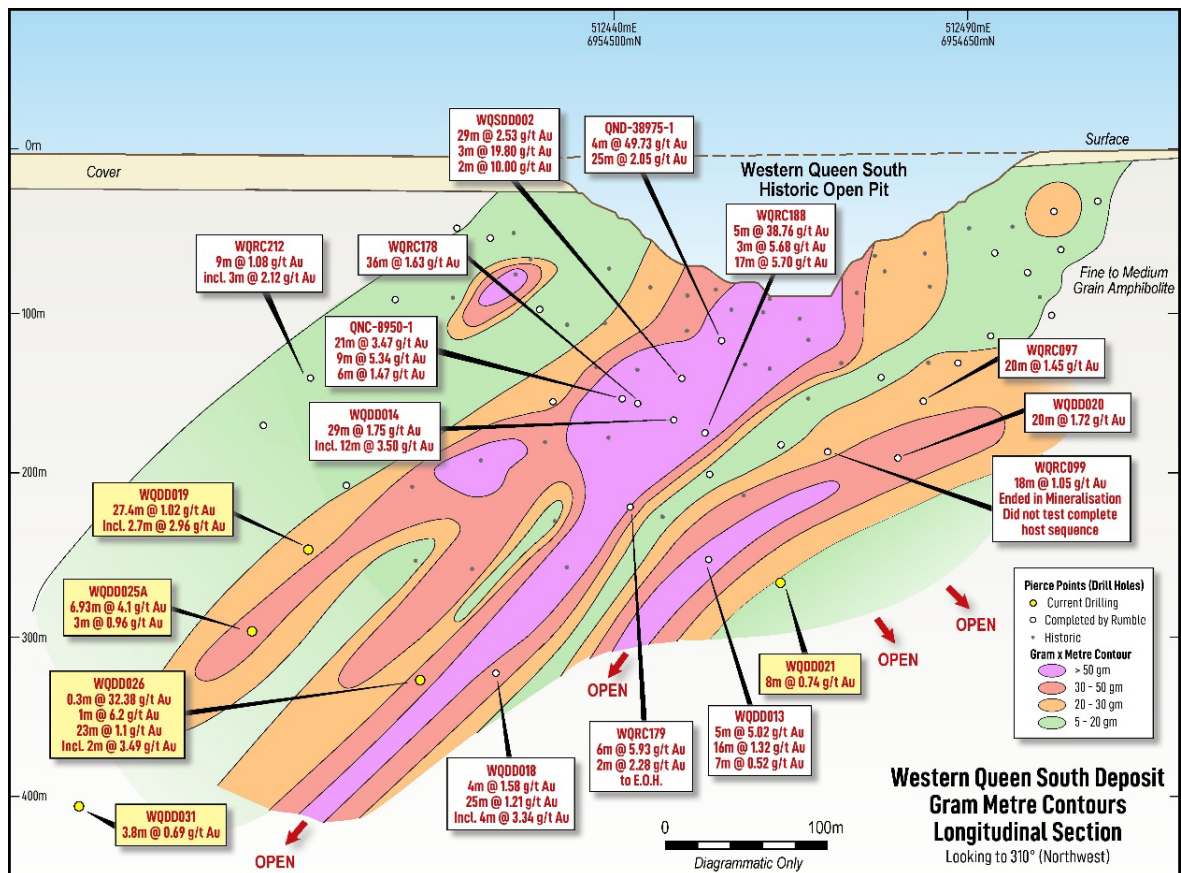 512440mE
6954500mN
512490mE
6954650mN
WQSDD002
29m @ 2.53 g/t Au
3m @ 19.80 g/t Au
2m @ 10.00 g/t Au
QND-38975-1
4m @ 49.73 g/t Au
25m @ 2.05 g/t Au
0m
Surface
Cover
Western Queen South
Historic Open Pit
WQRC188
5m @ 38.76 g/t Au
3m @ 5.68 g/t Au
17m @ 5.70 g/t Au
WQRC212
9m @ 1.08 g/t Au
incl. 3m @ 2.12 g/t Au
WQRC178
36m @ 1.63 g/t Au
Fine to Medium
Grain Amphibolite
100m
QNC-8950-1
21m @ 3.47 g/t Au
9m @ 5.34 g/t Au
6m @ 1.47 g/t Au
WQRC097
20m @ 1.45 g/t Au
WQDD014
29m @ 1.75 g/t Au
Incl. 12m @ 3.50 g/t Au
WQDD020
20m @ 1.72 g/t Au
200m
WQRC099
18m @ 1.05 g/t Au
Ended in Mineralisation
Did not test complete
host sequence
WQDD019
27.4m @ 1.02 g/t Au
Incl. 2.7m @ 2.96 g/t Au
WQDD025A
6.93m @ 4.1 g/t Au
3m @ 0.96 g/t Au
Pierce Points (Drill Holes)
Current Drilling
Completed by Rumble
Historic
Gram x Metre Contour
> 50 gm
30 - 50 gm
20 - 30 gm
5 - 20 gm
300m
OPEN
OPEN
OPEN
WQDD021
8m @ 0.74 g/t Au
WQDD026
0.3m @ 32.38 g/t Au
1m @ 6.2 g/t Au
23m @ 1.1 g/t Au
Incl 2m @ 3.49 g/t Au
WQRC179
6m @ 5.93 g/t Au
2m @ 2.28 g/t Au
to E.O.H.
WQDD013
5m @ 5.02 g/t Au
16m @ 1.32 g/t Au
7m @ 0.52 g/t Au
WQDD018
4m @ 1.58 g/t Au
25m @ 1.21 g/t Au
Incl. 4m @ 3.34 g/t Au
400m
WQDD031
3.8m @ 0.69 g/t Au
OPEN
0
100m
Diagrammatic Only
Western Queen South Deposit
Gram Metre Contours
Longitudinal Section
Looking to 310° (Northwest)